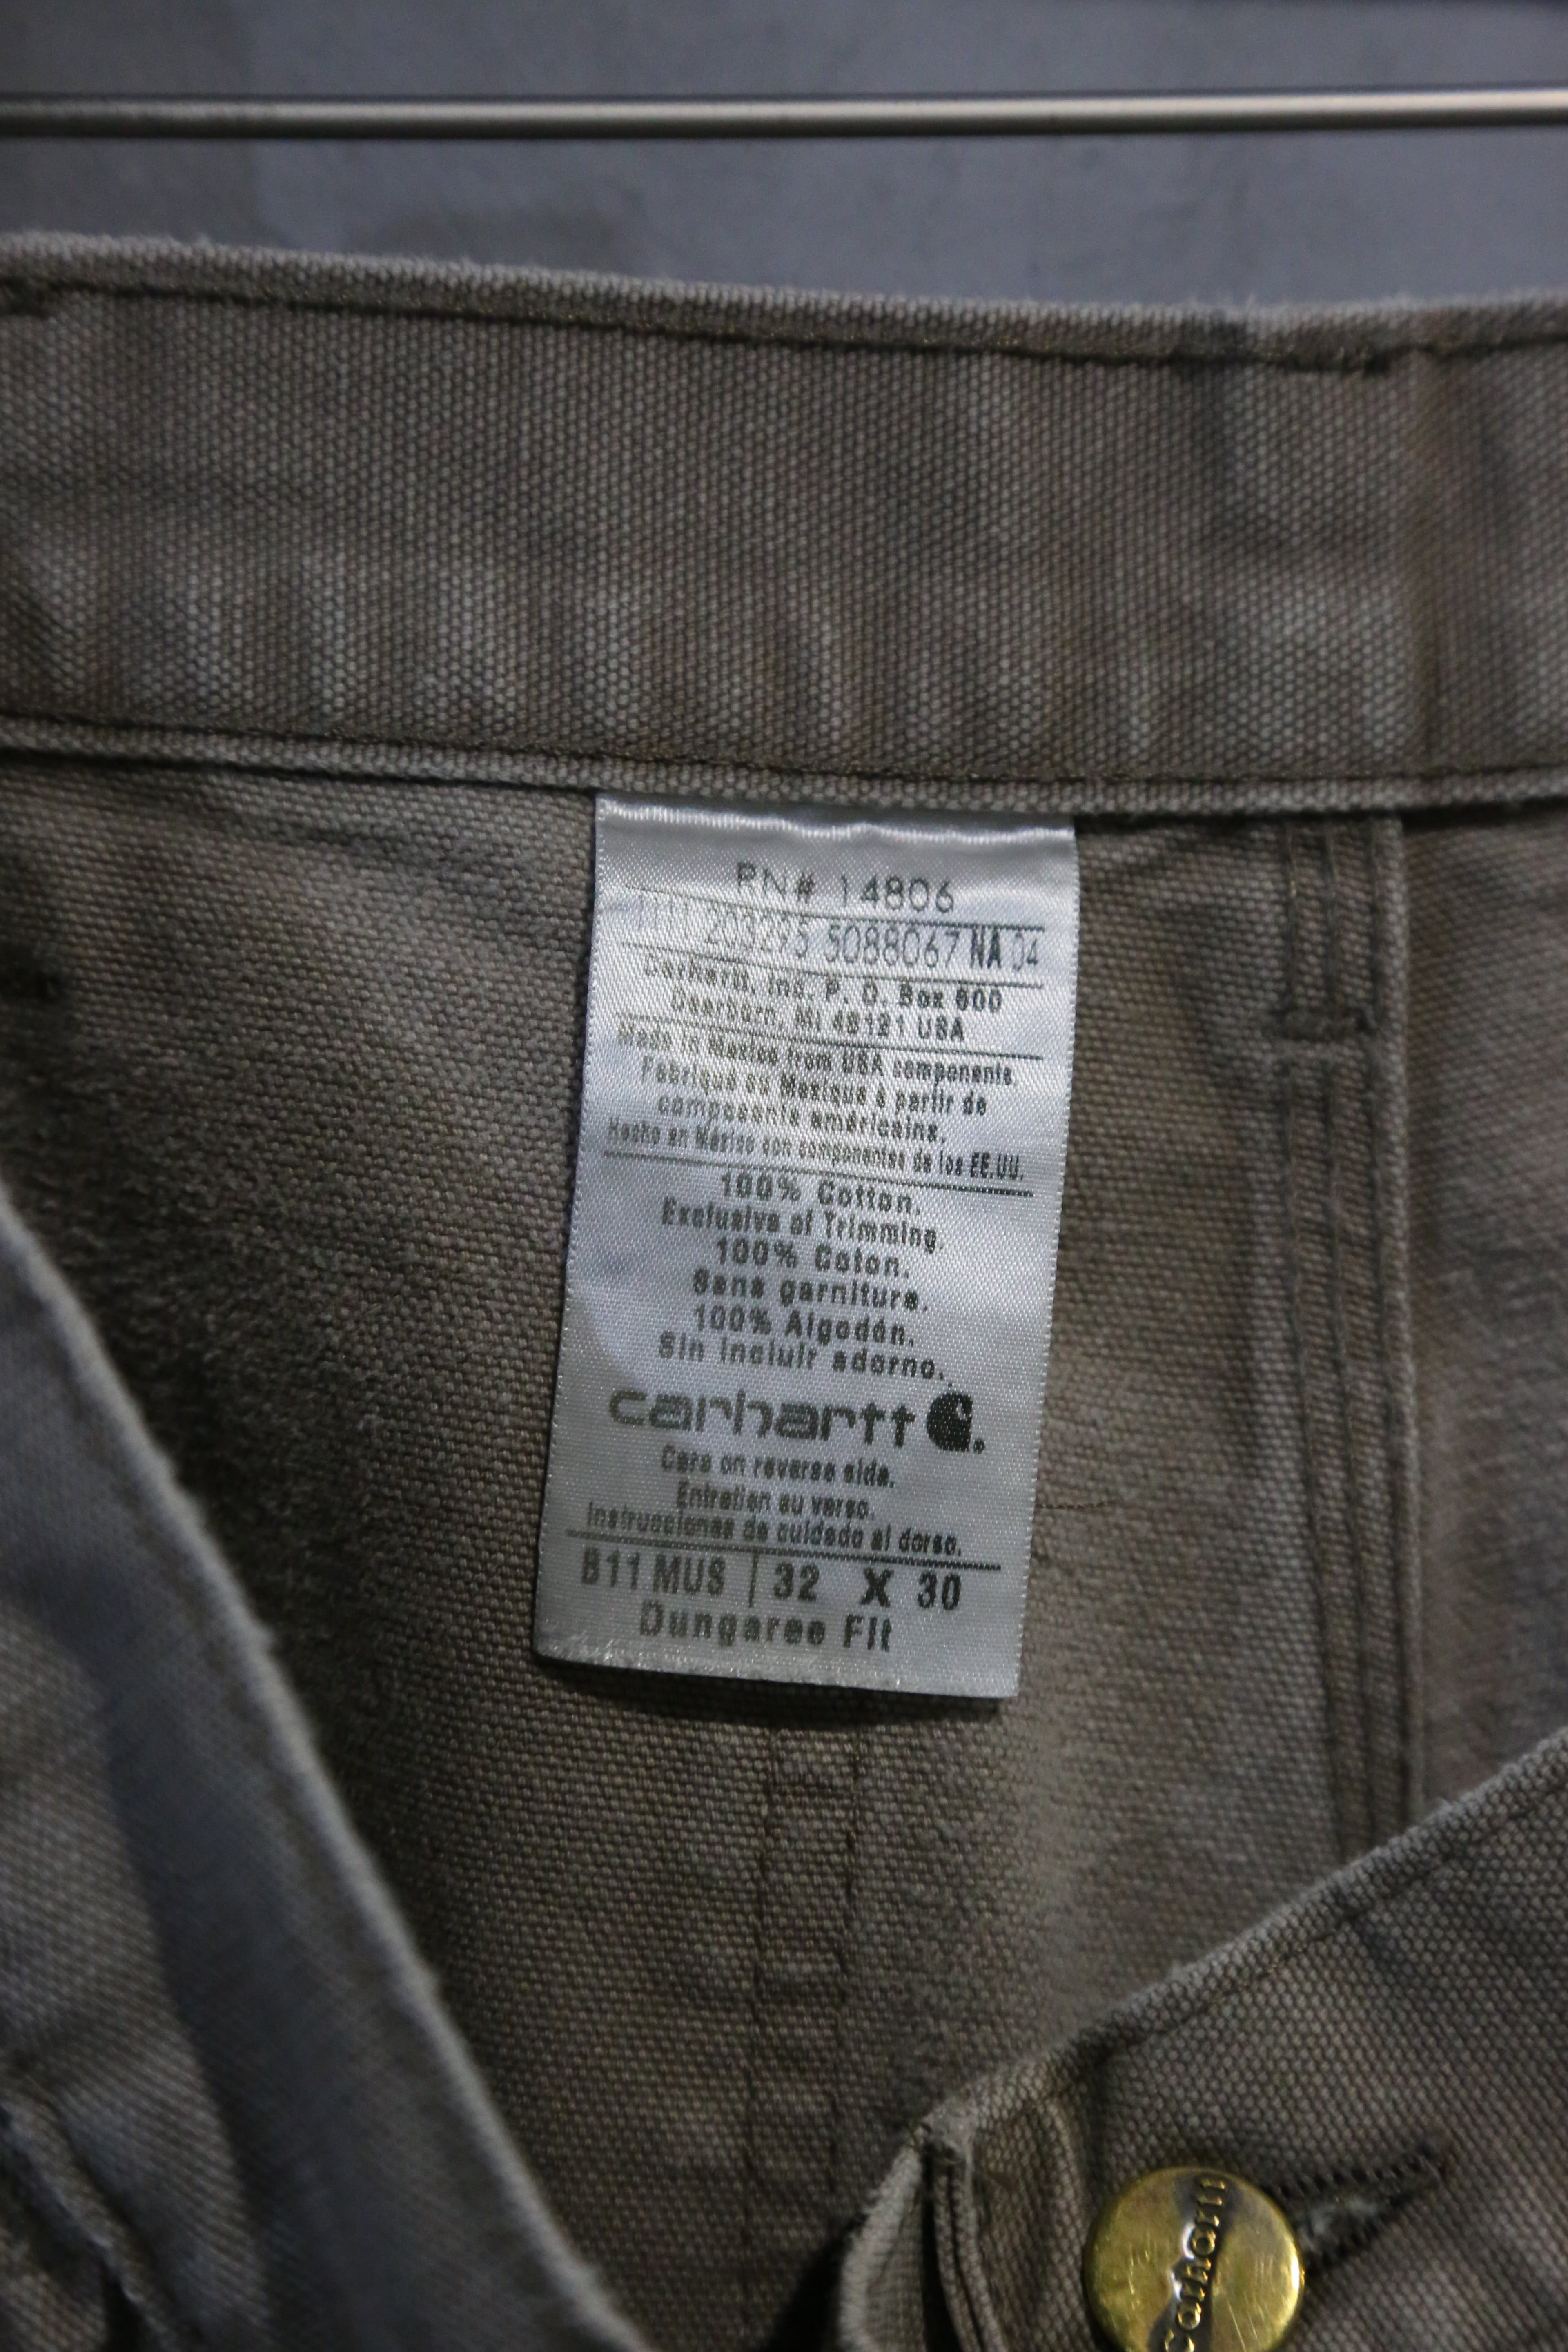 RN# 14806
1111 203295 5088067 NA 04
Carhartt, Inc. P. O. Box 600
Dearborn, MI 48121 USA
Made in Mexico from USA components.
Fabriqué au Mexique à partir de
composants américains.
Hecho en México con componentes de los EE.UU.
100% Cotton.
Exclusive of Trimming.
100% Coton.
Sans garniture.
100% Algodón.
Sin incluir adorno.
carhartt
Care on reverse side.
Entretien au verso.
Instrucciones de cuidado al dorso.
B11 MUS 32 X 30
Dungaree Fit
carhartt